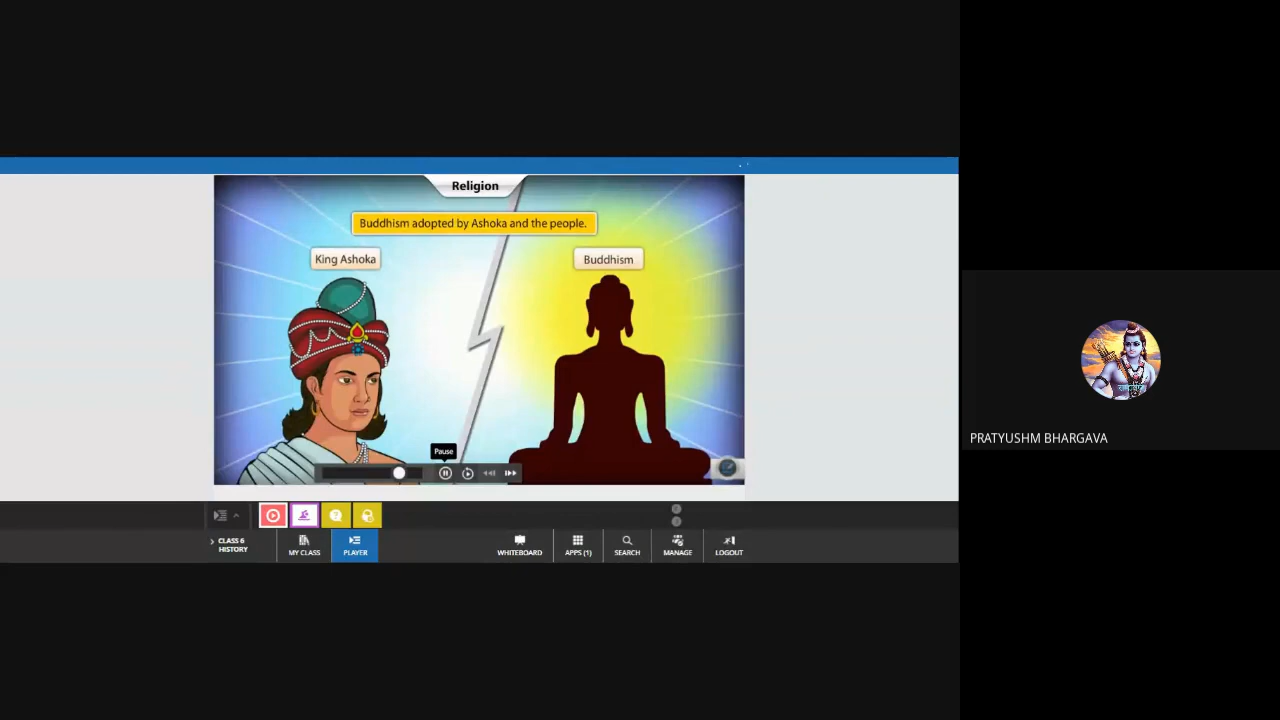 Religion
Buddhism adopted by Ashoka and the people.
King Ashoka
Buddhism
Pause
PRATYUSHM BHARGAVA
CLASS 6
HISTORY
MY CLASS
PLAYER
WHITEBOARD
APPS (1)
SEARCH
MANAGE
LOGOUT